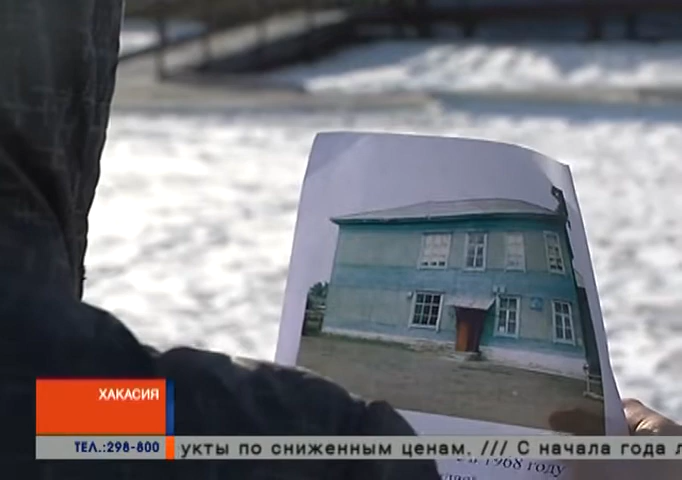 в 1968 году
ХАКАСИЯ
ТЕЛ.:298-800
укты по сниженным ценам. /// С начала года л